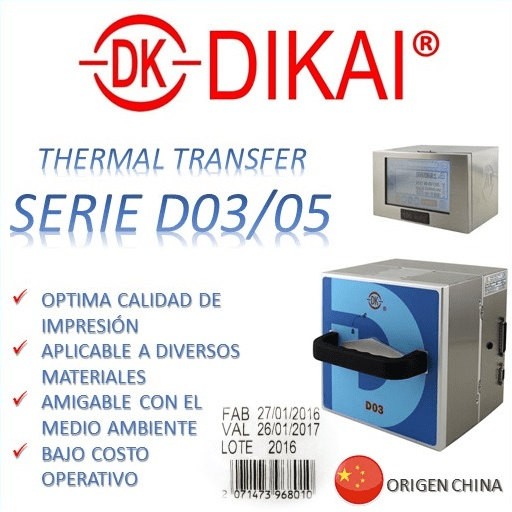 DK DIKAI®
THERMAL TRANSFER
SERIE D03/05
OPTIMA CALIDAD DE
IMPRESIÓN
APLICABLE A DIVERSOS
MATERIALES
AMIGABLE CON EL
MEDIO AMBIENTE
BAJO COSTO
OPERATIVO
DK®
D03
FAB 27/01/2016
VAL 26/01/2017
LOTE 2016
2 071473 968010
ORIGEN CHINA